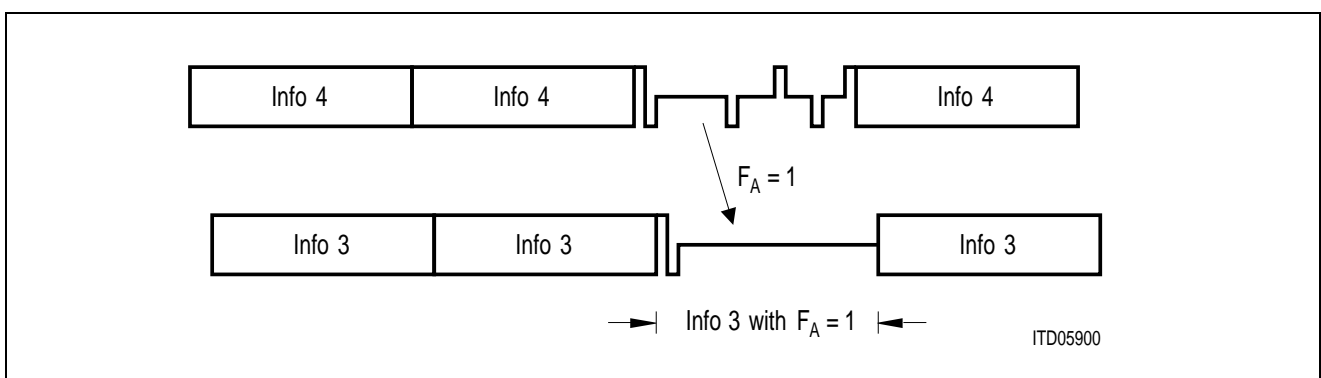 Info 4 Info 4 Info 4
F_A = 1
Info 3 Info 3 Info 3
Info 3 with F_A = 1
ITD05900